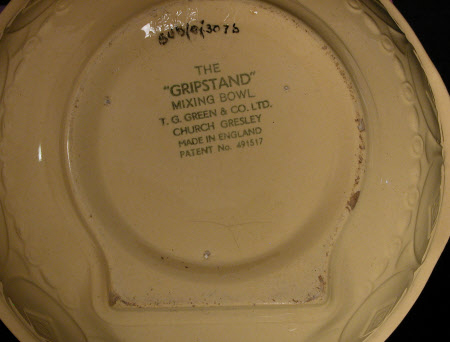 THE
"GRIPSTAND"
MIXING BOWL
T. G. GREEN & CO. LTD.
CHURCH GRESLEY
MADE IN ENGLAND
PATENT No. 491517